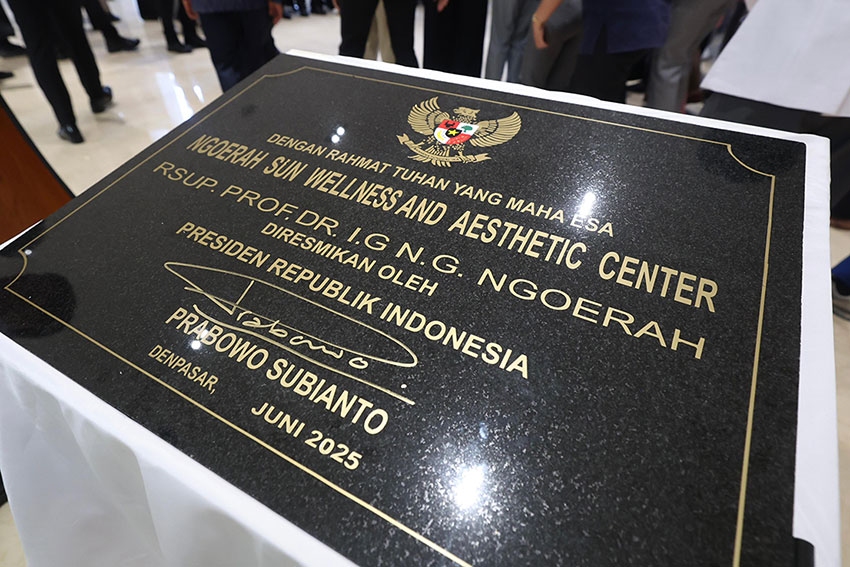 DENGAN RAHMAT TUHAN YANG MAHA ESA
NGOERAH SUN WELLNESS AND AESTHETIC CENTER
RSUP. PROF. DR. I.G N.G. NGOERAH
DIRESMIKAN OLEH
PRESIDEN REPUBLIK INDONESIA
Prabowo
PRABOWO SUBIANTO
DENPASAR, JUNI 2025